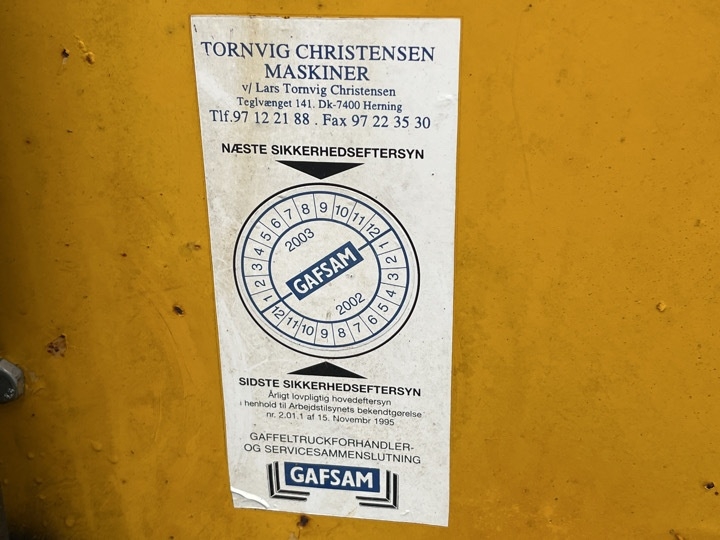 TORNVIG CHRISTENSEN
MASKINER
v/ Lars Tornvig Christensen
Teglvænget 141. Dk-7400 Herning
Tlf.97 12 21 88 . Fax 97 22 35 30
NÆSTE SIKKERHEDSEFTERSYN
1 2 3 4 5 6 7 8 9 10 11 12
2003
GAFSAM
2002
1 2 3 4 5 6 7 8 9 10 11 12
SIDSTE SIKKERHEDSEFTERSYN
Årligt lovpligtig hovedeftersyn
i henhold til Arbejdstilsynets bekendtgørelse
nr. 2.01.1 af 15. Novembr 1995
GAFFELTRUCKFORHANDLER-
OG SERVICESAMMENSLUTNING
GAFSAM